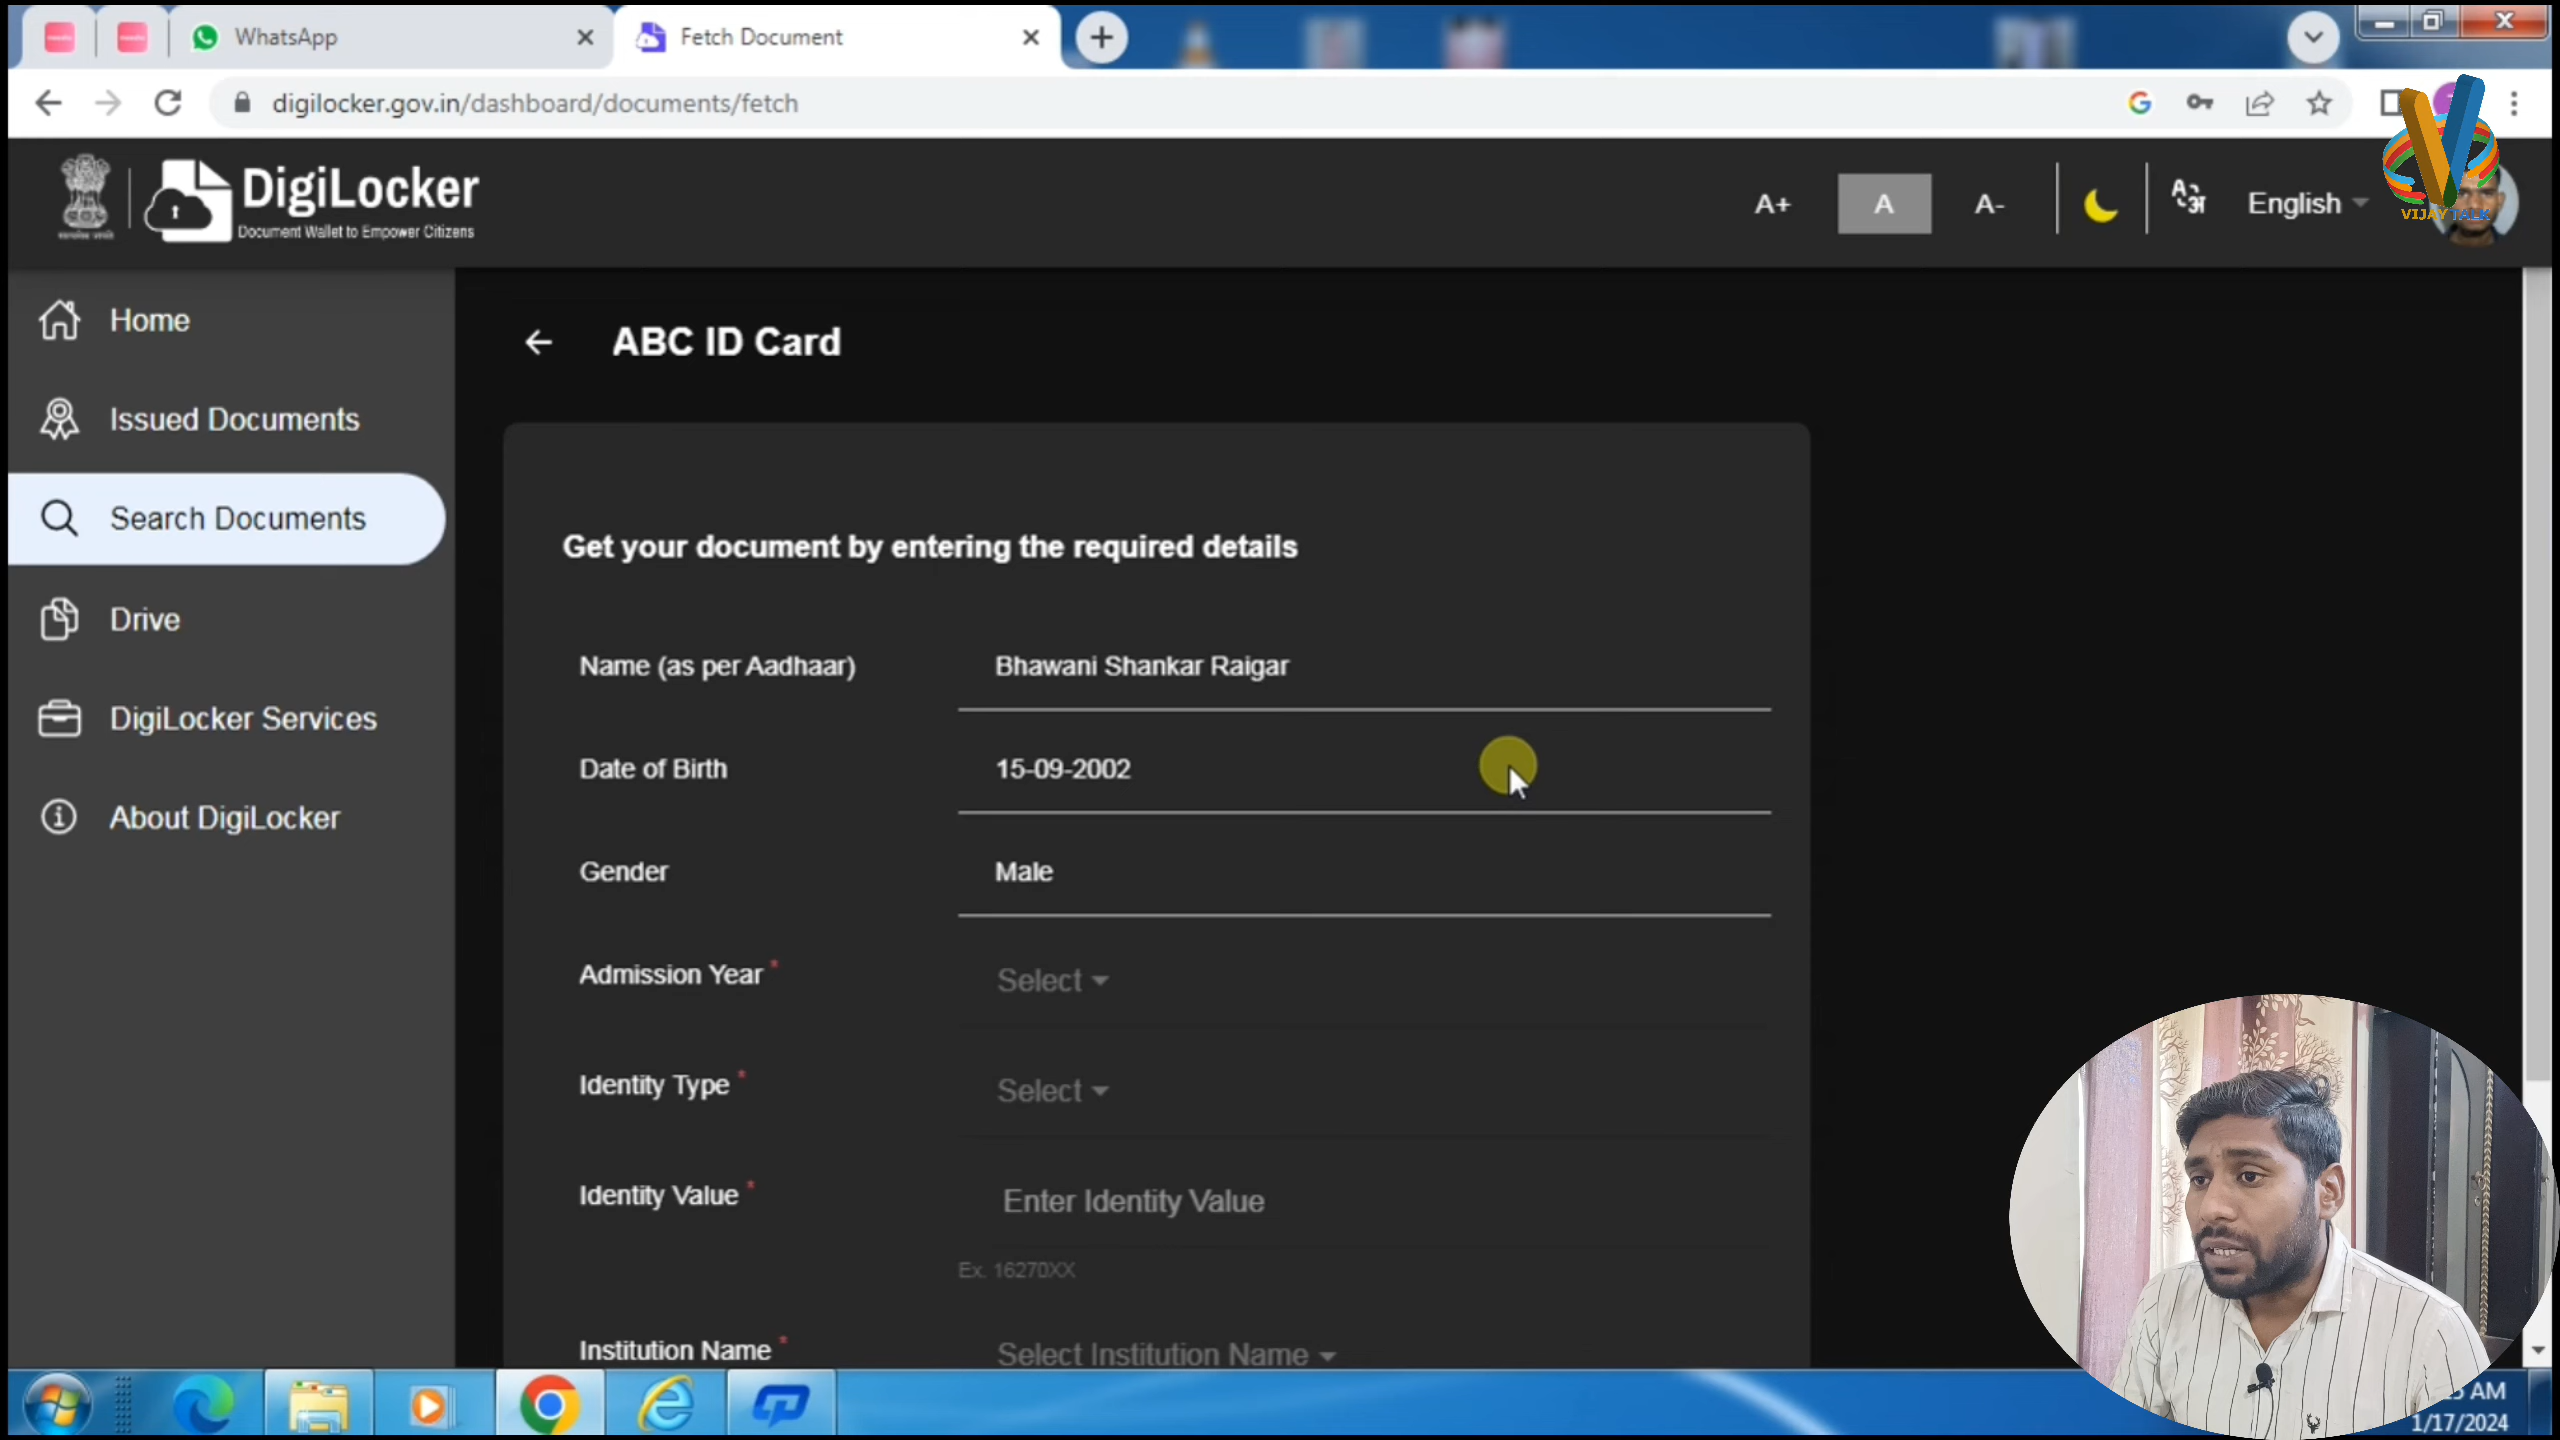 WhatsApp
Fetch Document
digilocker.gov.in/dashboard/documents/fetch
DigiLocker
Document Wallet to Empower Citizens
A+
A
A-
English
VIJAY TALK
Home
Issued Documents
Search Documents
Drive
DigiLocker Services
About DigiLocker
ABC ID Card
Get your document by entering the required details
Name (as per Aadhaar) Bhawani Shankar Raigar
Date of Birth 15-09-2002
Gender Male
Admission Year * Select
Identity Type * Select
Identity Value * Enter Identity Value
Ex. 16270XX
Institution Name * Select Institution Name
AM
1/17/2024